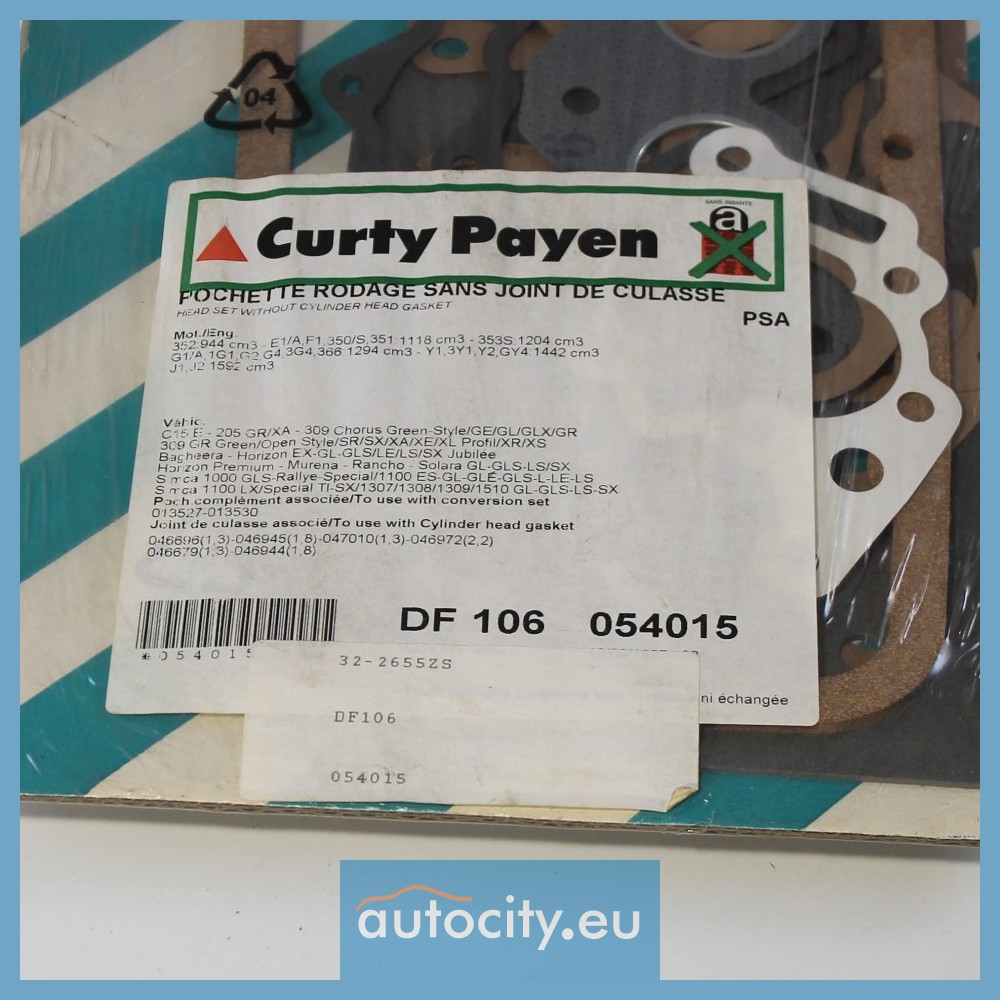 04
SANS AMIANTE
a
Curty Payen
POCHETTE RODAGE SANS JOINT DE CULASSE
HEAD SET WITHOUT CYLINDER HEAD GASKET
PSA
Mot./Eng.
352:944 cm3 - E1/A,F1,350/S,351:1118 cm3 - 353S:1204 cm3
G1/A,1G1,G2,G4,3G4,366:1294 cm3 - Y1,3Y1,Y2,GY4:1442 cm3
J1,J2:1592 cm3
Véhic.
C15 E - 205 GR/XA - 309 Chorus Green-Style/GE/GL/GLX/GR
309 GR Green/Open Style/SR/SX/XA/XE/XL Profil/XR/XS
Bagheera - Horizon EX-GL-GLS/LE/LS/SX Jubilée
Horizon Premium - Murena - Rancho - Solara GL-GLS-LS/SX
Simca 1000 GLS-Rallye-Special/1100 ES-GL-GLE-GLS-L-LE-LS
Simca 1100 LX/Special TI-SX/1307/1308/1309/1510 GL-GLS-LS-SX
Poch.complément associée/To use with conversion set
013527-013530
Joint de culasse associé/To use with Cylinder head gasket
046696(1,3)-046945(1,8)-047010(1,3)-046972(2,2)
046679(1,3)-046944(1,8)
DF 106 054015
*054015
ni échangée
32-2655ZS
DF106
054015
autocity.eu